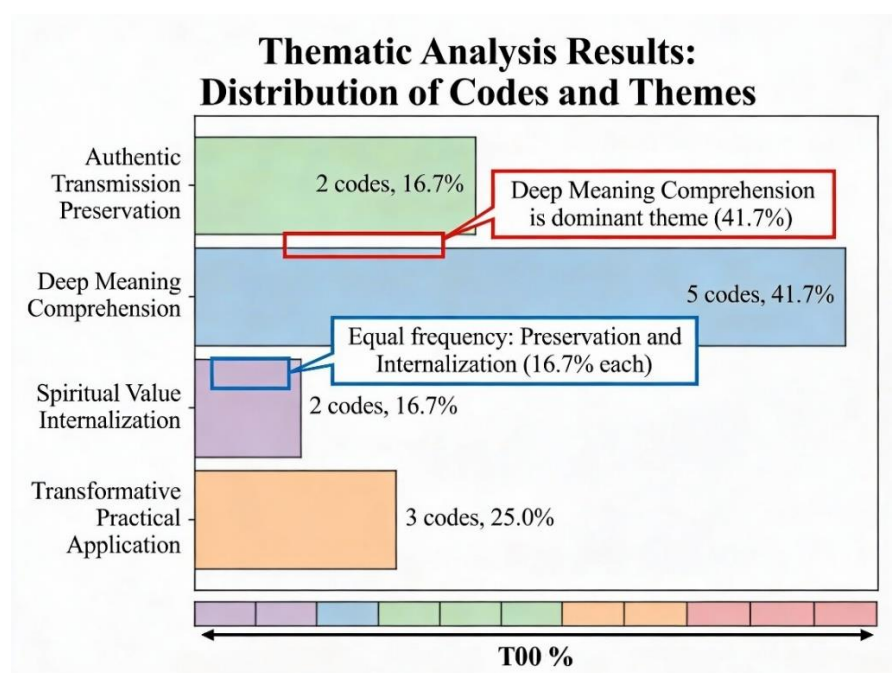 Thematic Analysis Results:
Distribution of Codes and Themes
Authentic
Transmission
Preservation
2 codes, 16.7%
Deep Meaning Comprehension
is dominant theme (41.7%)
Deep Meaning
Comprehension
5 codes, 41.7%
Equal frequency: Preservation and
Internalization (16.7% each)
Spiritual Value
Internalization
2 codes, 16.7%
Transformative
Practical
Application
3 codes, 25.0%
T00 %